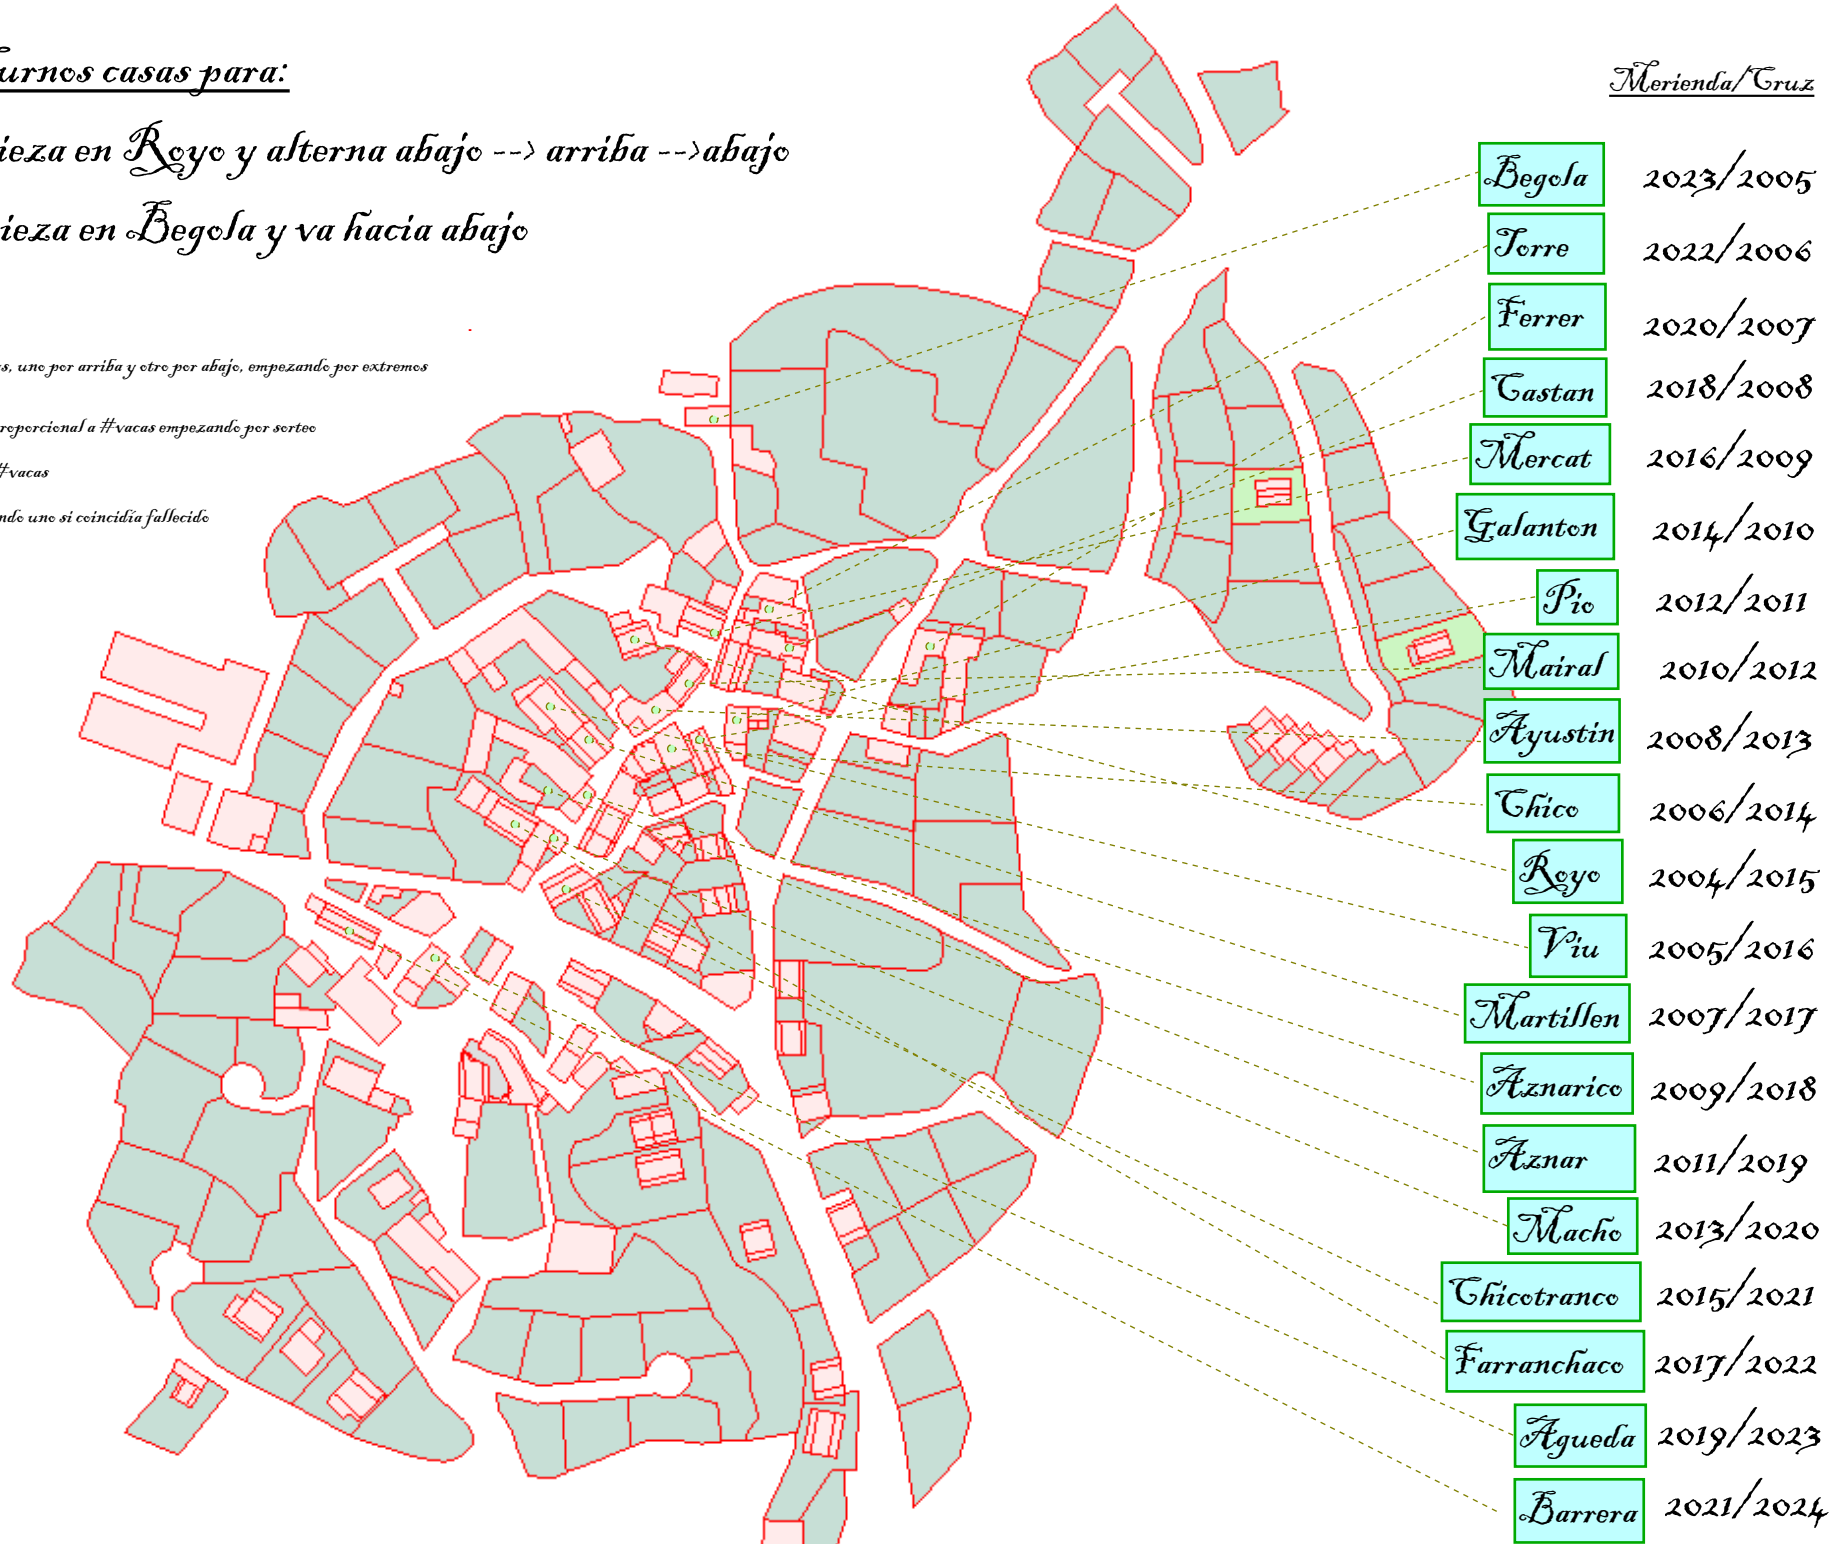 urnos casas para:
ieza en Royo y alterna abajo --> arriba -->abajo
ieza en Begola y va hacia abajo
s, uno por arriba y otro por abajo, empezando por extremos
roporcional a #vacas empezando por sorteo
#vacas
ndo uno si coincidía fallecido
Merienda/Cruz
Begola 2023/2005
Torre 2022/2006
Ferrer 2020/2007
Castan 2018/2008
Mercat 2016/2009
Galanton 2014/2010
Pio 2012/2011
Mairal 2010/2012
Ayustin 2008/2013
Chico 2006/2014
Royo 2004/2015
Viu 2005/2016
Martillen 2007/2017
Aznarico 2009/2018
Aznar 2011/2019
Macho 2013/2020
Chicotranco 2015/2021
Farranchaco 2017/2022
Agueda 2019/2023
Barrera 2021/2024